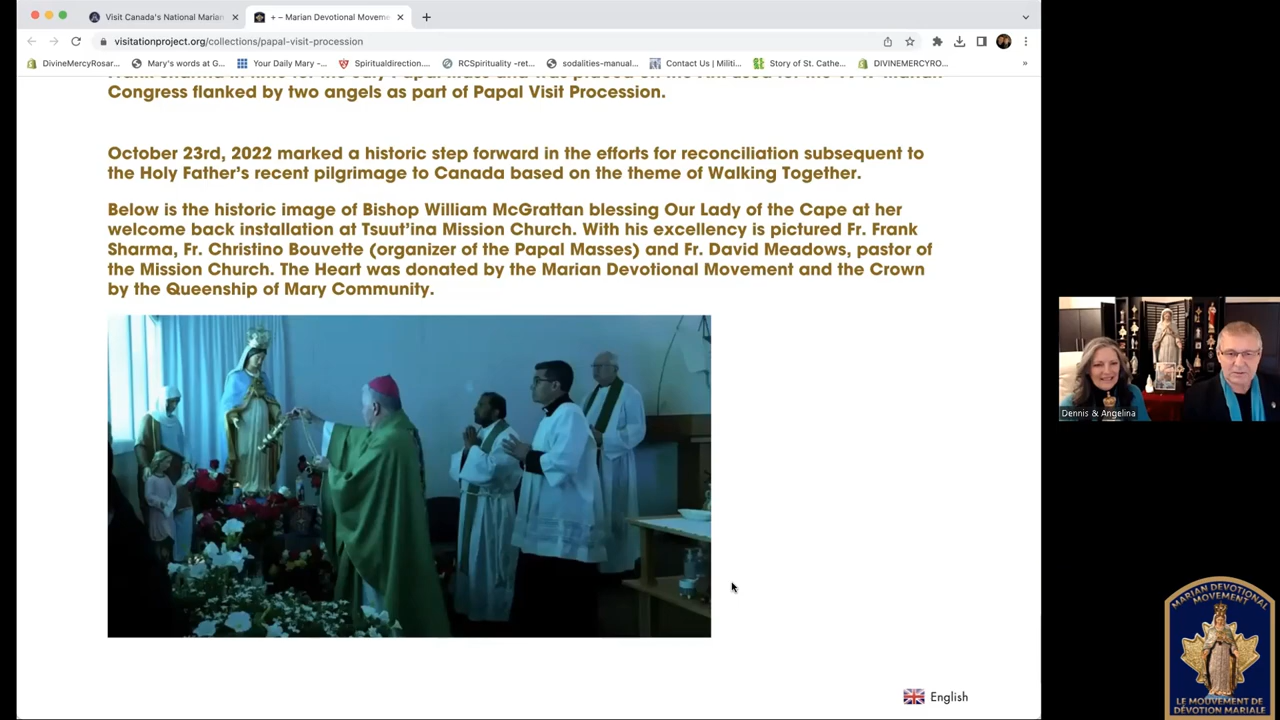 Visit Canada's National Marian
+ – Marian Devotional Moveme
visitationproject.org/collections/papal-visit-procession
DivineMercyRosar...
Mary's words at G...
Your Daily Mary -...
Spiritualdirection....
RCSpirituality -ret...
sodalities-manual...
Contact Us | Militi...
Story of St. Cathe...
DIVINEMERCYRO...
»
Congress flanked by two angels as part of Papal Visit Procession.
October 23rd, 2022 marked a historic step forward in the efforts for reconciliation subsequent to
the Holy Father's recent pilgrimage to Canada based on the theme of Walking Together.
Below is the historic image of Bishop William McGrattan blessing Our Lady of the Cape at her
welcome back installation at Tsuut'ina Mission Church. With his excellency is pictured Fr. Frank
Sharma, Fr. Christino Bouvette (organizer of the Papal Masses) and Fr. David Meadows, pastor of
the Mission Church. The Heart was donated by the Marian Devotional Movement and the Crown
by the Queenship of Mary Community.
Dennis & Angelina
MARIAN DEVOTIONAL
MOVEMENT
LE MOUVEMENT DE
DÉVOTION MARIALE
English